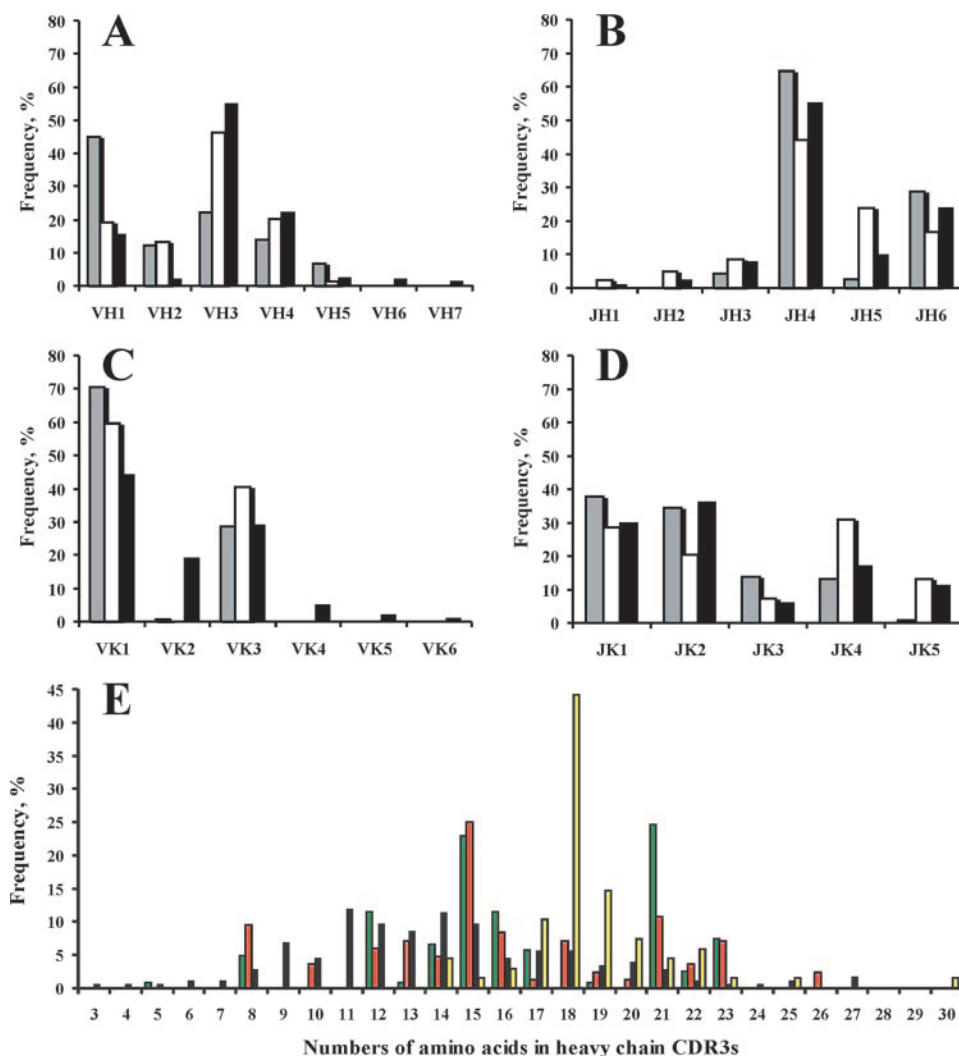 A
B
Frequency, %
80
70
60
50
40
30
20
10
0
VH1 VH2 VH3 VH4 VH5 VH6 VH7
Frequency, %
80
70
60
50
40
30
20
10
0
JH1 JH2 JH3 JH4 JH5 JH6
C
D
Frequency, %
80
70
60
50
40
30
20
10
0
VK1 VK2 VK3 VK4 VK5 VK6
Frequency, %
80
70
60
50
40
30
20
10
0
JK1 JK2 JK3 JK4 JK5
E
Frequency, %
45
40
35
30
25
20
15
10
5
0
3 4 5 6 7 8 9 10 11 12 13 14 15 16 17 18 19 20 21 22 23 24 25 26 27 28 29 30
Numbers of amino acids in heavy chain CDR3s